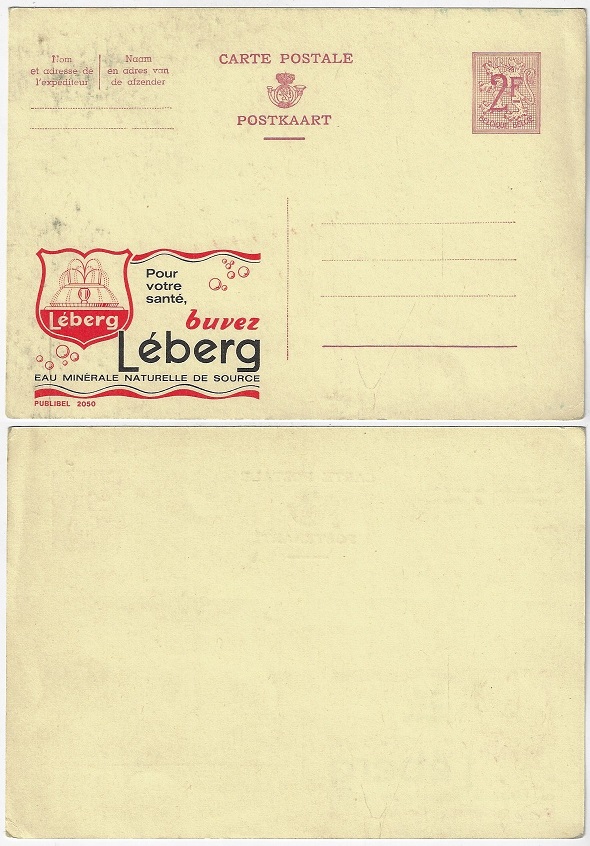 Nom
et adresse de
l'expéditeur
Naam
en adres van
de afzender
CARTE POSTALE
POSTKAART
2F
BELGIQUE-BELGIE
Léberg
Pour
votre
santé,
buvez
Léberg
EAU MINÉRALE NATURELLE DE SOURCE
PUBLIBEL 2050